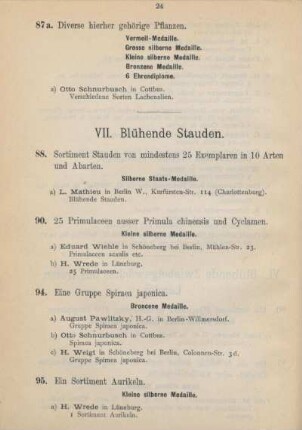 24
87a. Diverse hierher gehörige Pflanzen.
Vermeil-Medaille.
Grosse silberne Medaille.
Kleine silberne Medaille.
Bronzene Medaille.
6 Ehrendiplome.
a) Otto Schnurbusch in Cottbus.
Verschiedene Sorten Lachenalien.
VII. Blühende Stauden.
88. Sortiment Stauden von mindestens 25 Exemplaren in 10 Arten
und Abarten.
Silberne Staats-Medaille.
a) L. Mathieu in Berlin W., Kurfürsten-Str. 114 (Charlottenburg).
Blühende Stauden.
90. 25 Primulaceen ausser Primula chinensis und Cyclamen.
Kleine silberne Medaille.
a) Eduard Wiehle in Schöneberg bei Berlin, Mühlen-Str. 23.
Primulaceen acaulis etc.
b) H. Wrede in Lüneburg.
25 Primulaceen.
94. Eine Gruppe Spiraea japonica.
Bronzene Medaille.
a) August Pawlitzky, H.-G. in Berlin-Wilmersdorf.
Gruppe Spiraea japonica.
b) Otto Schnurbusch in Cottbus.
Spiraea japonica.
c) H. Weigt in Schöneberg bei Berlin, Colonnen-Str. 36.
Gruppe Spiraea japonica.
95. Ein Sortiment Aurikeln.
Kleine silberne Medaille.
a) H. Wrede in Lüneburg.
1 Sortiment Aurikeln.